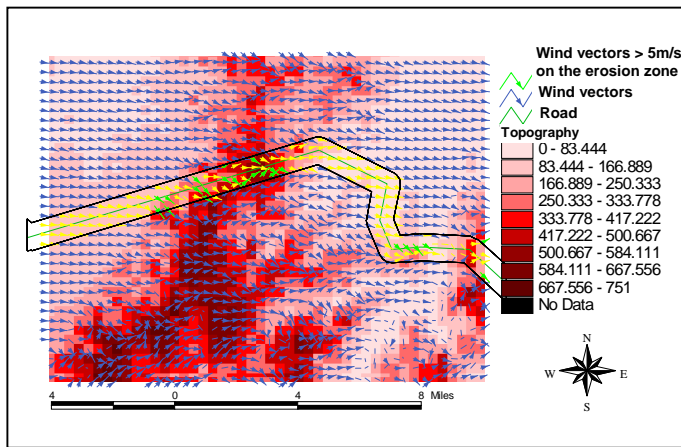 Wind vectors > 5m/s
on the erosion zone
Wind vectors
Road
Topography
0 - 83.444
83.444 - 166.889
166.889 - 250.333
250.333 - 333.778
333.778 - 417.222
417.222 - 500.667
500.667 - 584.111
584.111 - 667.556
667.556 - 751
No Data
N
W E
S
4 0 4 8 Miles